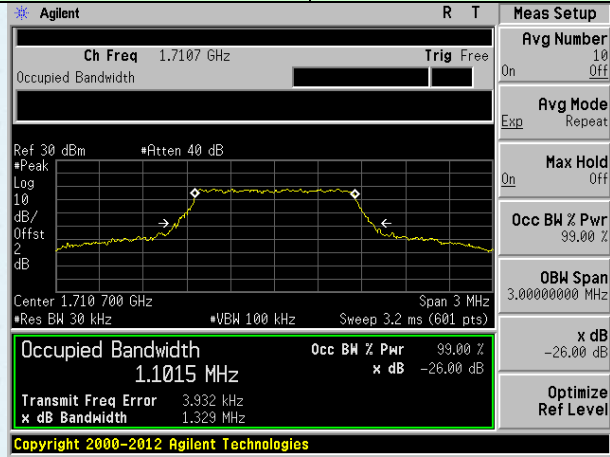 Agilent R T
Ch Freq 1.7107 GHz Trig Free
Occupied Bandwidth
Ref 30 dBm #Atten 40 dB
#Peak
Log
10
dB/
Offst
2
dB
Center 1.710 700 GHz Span 3 MHz
#Res BW 30 kHz #VBW 100 kHz Sweep 3.2 ms (601 pts)
Occupied Bandwidth Occ BW % Pwr 99.00 %
1.1015 MHz x dB -26.00 dB
Transmit Freq Error 3.932 kHz
x dB Bandwidth 1.329 MHz
Copyright 2000-2012 Agilent Technologies
Meas Setup
Avg Number
10
On Off
Avg Mode
Exp Repeat
Max Hold
On Off
Occ BW % Pwr
99.00 %
OBW Span
3.00000000 MHz
x dB
-26.00 dB
Optimize
Ref Level